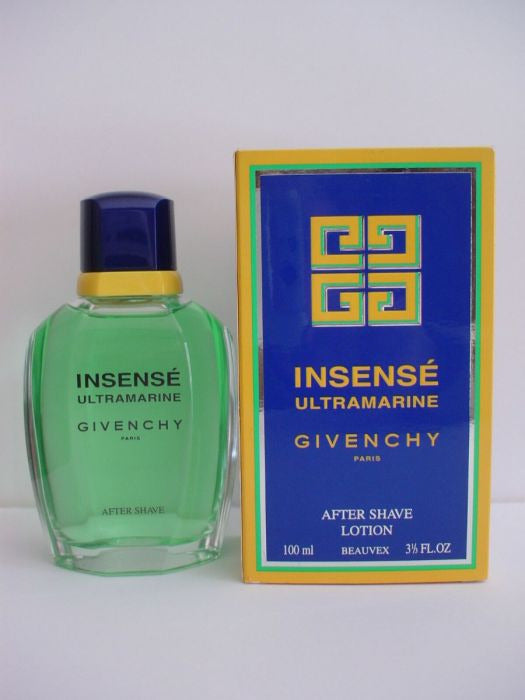 INSENSÉ
ULTRAMARINE
GIVENCHY
PARIS
AFTER SHAVE
INSENSÉ
ULTRAMARINE
GIVENCHY
PARIS
AFTER SHAVE
LOTION
100 ml BEAUVEX 3⅓ FL.OZ